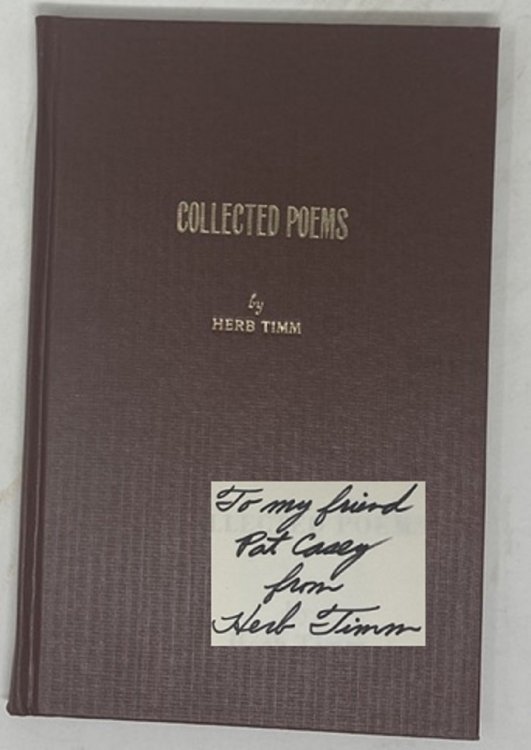 COLLECTED POEMS
by
HERB TIMM
To my friend
Pat Casey
from
Herb Timm